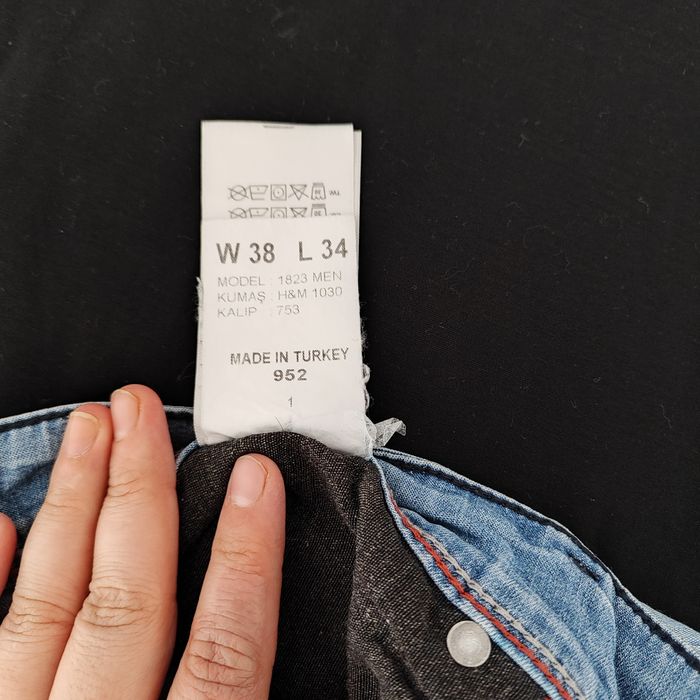 W 38 L 34
MODEL : 1823 MEN
KUMAŞ : H&M 1030
KALIP : 753
MADE IN TURKEY
952
1